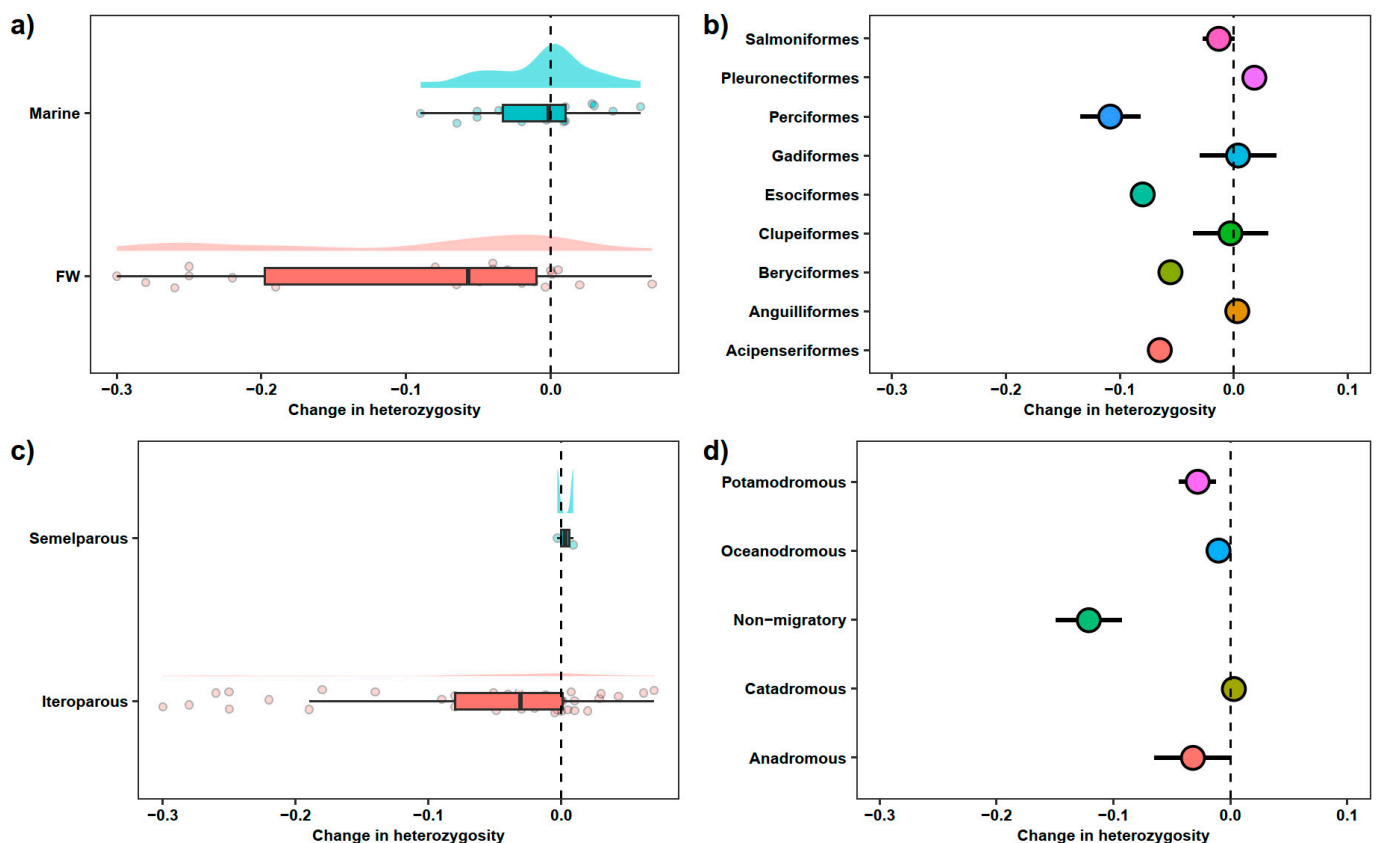 a)
Marine
FW
−0.3 −0.2 −0.1 0.0
Change in heterozygosity
b)
Salmoniformes
Pleuronectiformes
Perciformes
Gadiformes
Esociformes
Clupeiformes
Beryciformes
Anguilliformes
Acipenseriformes
−0.3 −0.2 −0.1 0.0 0.1
Change in heterozygosity
c)
Semelparous
Iteroparous
−0.3 −0.2 −0.1 0.0
Change in heterozygosity
d)
Potamodromous
Oceanodromous
Non−migratory
Catadromous
Anadromous
−0.3 −0.2 −0.1 0.0 0.1
Change in heterozygosity